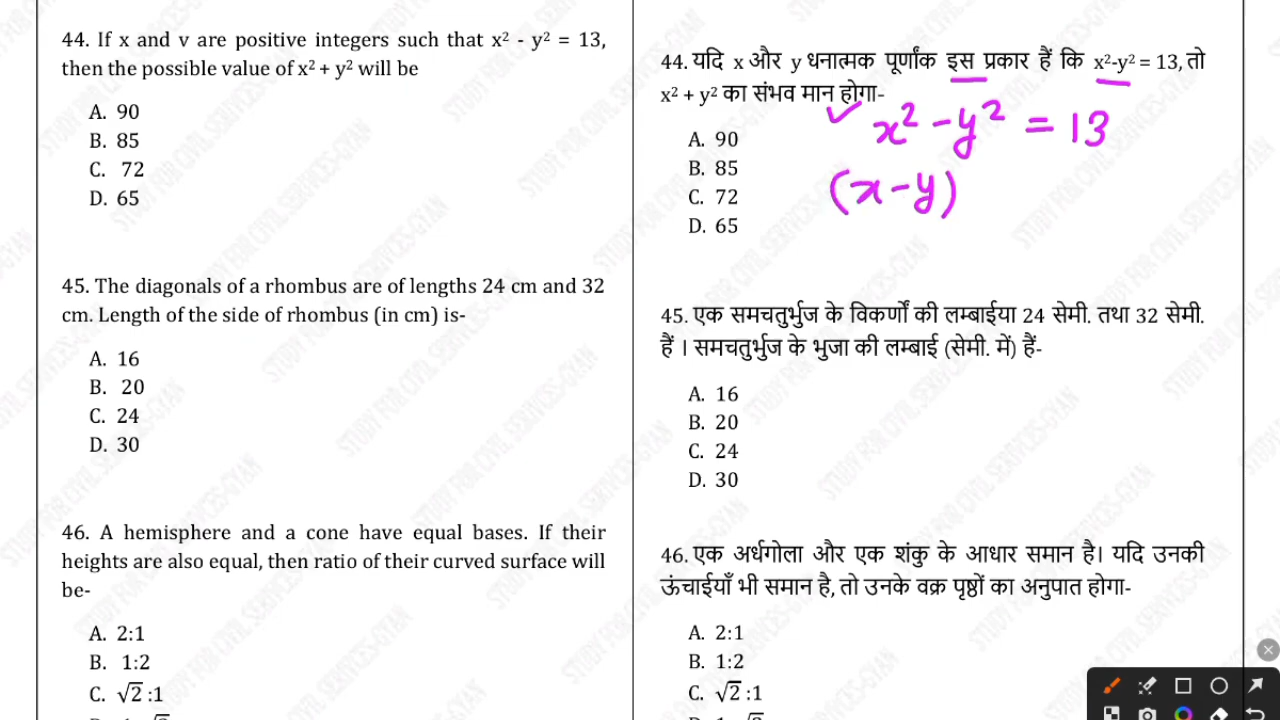 44. If x and v are positive integers such that x² - y² = 13,
then the possible value of x² + y² will be
A. 90
B. 85
C. 72
D. 65
45. The diagonals of a rhombus are of lengths 24 cm and 32
cm. Length of the side of rhombus (in cm) is-
A. 16
B. 20
C. 24
D. 30
46. A hemisphere and a cone have equal bases. If their
heights are also equal, then ratio of their curved surface will
be-
A. 2:1
B. 1:2
C. √2 :1
44. यदि x और y धनात्मक पूर्णांक इस प्रकार हैं कि x²-y² = 13, तो
x² + y² का संभव मान होगा-
x² - y² = 13
(x - y)
A. 90
B. 85
C. 72
D. 65
45. एक समचतुर्भुज के विकर्णों की लम्बाईया 24 सेमी. तथा 32 सेमी.
हैं । समचतुर्भुज के भुजा की लम्बाई (सेमी. में) हैं-
A. 16
B. 20
C. 24
D. 30
46. एक अर्धगोला और एक शंकु के आधार समान है। यदि उनकी
ऊंचाईयाँ भी समान है, तो उनके वक्र पृष्ठों का अनुपात होगा-
A. 2:1
B. 1:2
C. √2 :1
STUDY FOR CIVIL SERVICES-GYAN